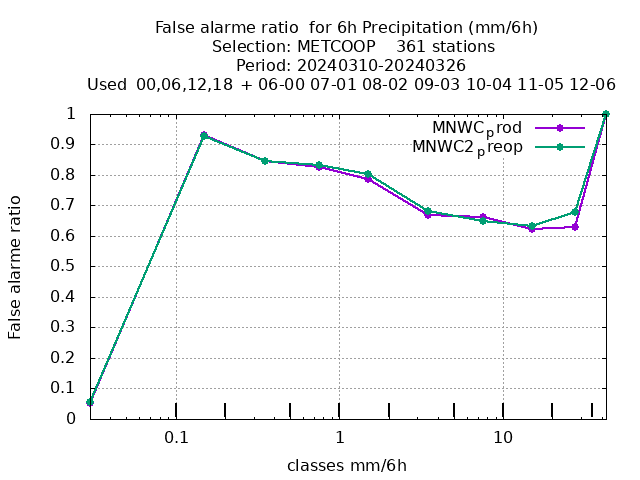 False alarme ratio  for 6h Precipitation (mm/6h)
Selection: METCOOP    361 stations
Period: 20240310-20240326
Used  00,06,12,18  + 06-00 07-01 08-02 09-03 10-04 11-05 12-06
MNWCprod
MNWC2preop
1
0.9
0.8
0.7
0.6
0.5
0.4
0.3
0.2
0.1
0
False alarme ratio
0.1 1 10
classes mm/6h